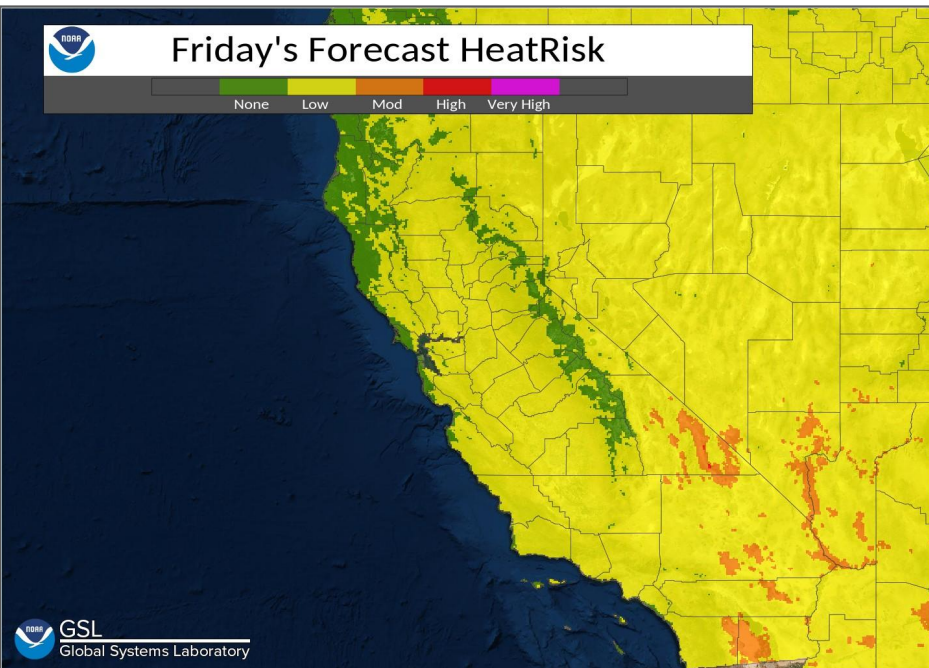 NOAA
Friday's Forecast HeatRisk
None Low Mod High Very High
NOAA
GSL
Global Systems Laboratory